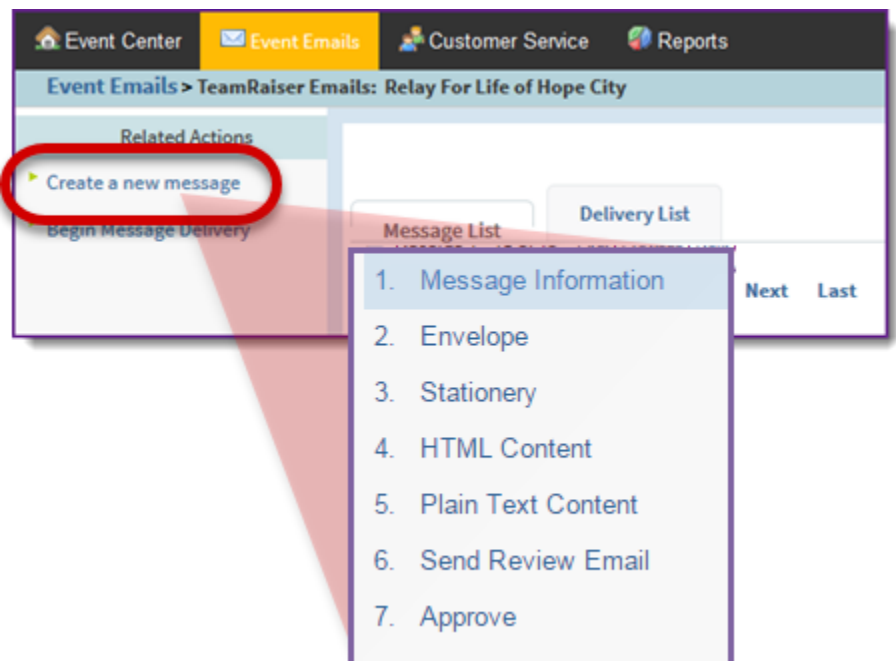 Event Center Event Emails Customer Service Reports
Event Emails > TeamRaiser Emails: Relay For Life of Hope City
Related Actions
Create a new message
Begin Message Delivery
Message List Delivery List
Next Last
1. Message Information
2. Envelope
3. Stationery
4. HTML Content
5. Plain Text Content
6. Send Review Email
7. Approve